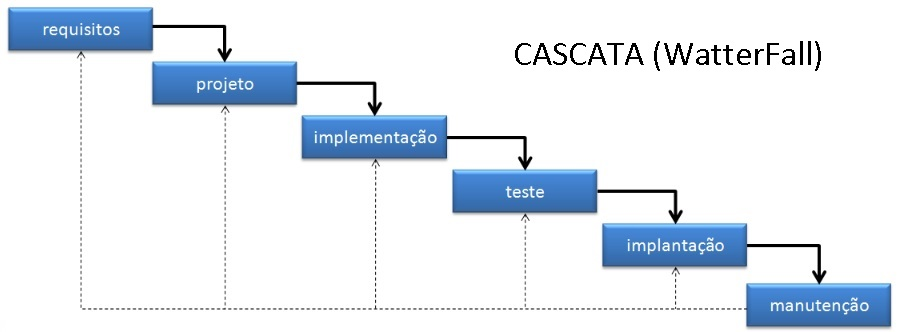 requisitos
CASCATA (WatterFall)
projeto
implementação
teste
implantação
manutenção